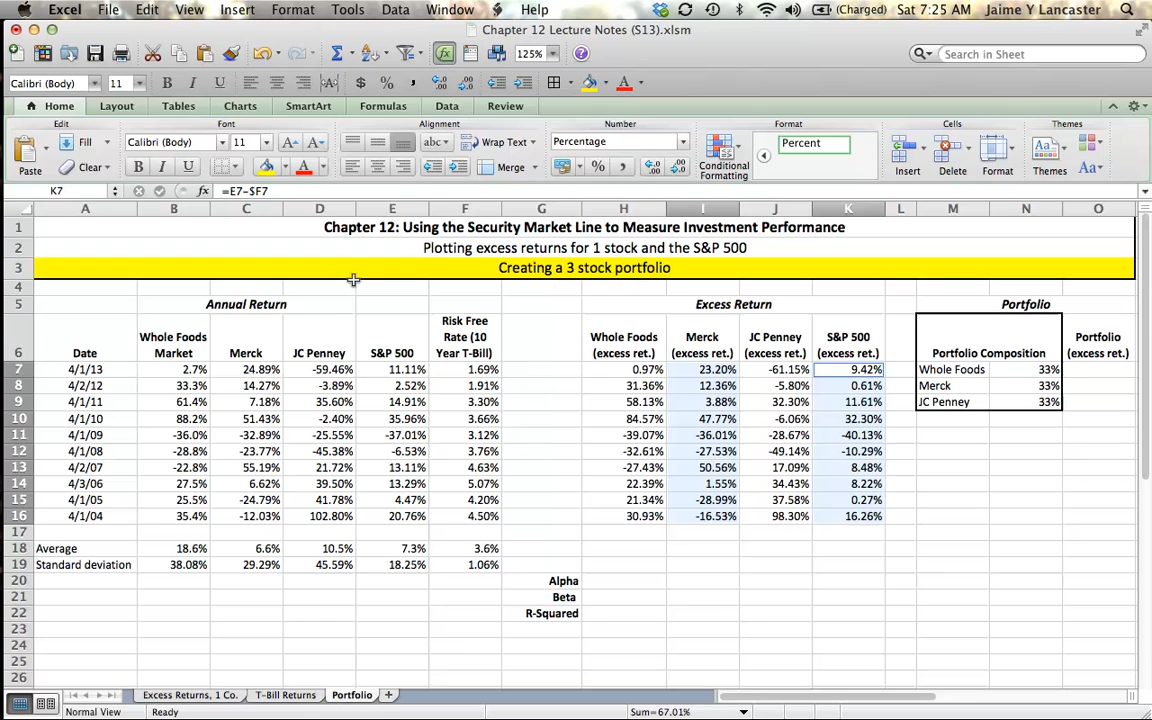 Excel File Edit View Insert Format Tools Data Window Help (Charged) Sat 7:25 AM Jaime Y Lancaster
Chapter 12 Lecture Notes (S13).xlsm
125% Search in Sheet
Calibri (Body) 11 B I U ABC $ % ,
Home Layout Tables Charts SmartArt Formulas Data Review
Edit Font Alignment Number Format Cells Themes
Fill Calibri (Body) 11 A A abc Wrap Text Percentage Percent
Paste Clear B I U A Merge % , Conditional Formatting Insert Delete Format Themes Aa
K7 fx =E7-$F7
A B C D E F G H I J K L M N O
1 Chapter 12: Using the Security Market Line to Measure Investment Performance
2 Plotting excess returns for 1 stock and the S&P 500
3 Creating a 3 stock portfolio
4
5 Annual Return Excess Return Portfolio
6 Date Whole Foods Market Merck JC Penney S&P 500 Risk Free Rate (10 Year T-Bill) Whole Foods (excess ret.) Merck (excess ret.) JC Penney (excess ret.) S&P 500 (excess ret.) Portfolio Composition Portfolio (excess ret.)
7 4/1/13 2.7% 24.89% -59.46% 11.11% 1.69% 0.97% 23.20% -61.15% 9.42% Whole Foods 33%
8 4/2/12 33.3% 14.27% -3.89% 2.52% 1.91% 31.36% 12.36% -5.80% 0.61% Merck 33%
9 4/1/11 61.4% 7.18% 35.60% 14.91% 3.30% 58.13% 3.88% 32.30% 11.61% JC Penney 33%
10 4/1/10 88.2% 51.43% -2.40% 35.96% 3.66% 84.57% 47.77% -6.06% 32.30%
11 4/1/09 -36.0% -32.89% -25.55% -37.01% 3.12% -39.07% -36.01% -28.67% -40.13%
12 4/1/08 -28.8% -23.77% -45.38% -6.53% 3.76% -32.61% -27.53% -49.14% -10.29%
13 4/2/07 -22.8% 55.19% 21.72% 13.11% 4.63% -27.43% 50.56% 17.09% 8.48%
14 4/3/06 27.5% 6.62% 39.50% 13.29% 5.07% 22.39% 1.55% 34.43% 8.22%
15 4/1/05 25.5% -24.79% 41.78% 4.47% 4.20% 21.34% -28.99% 37.58% 0.27%
16 4/1/04 35.4% -12.03% 102.80% 20.76% 4.50% 30.93% -16.53% 98.30% 16.26%
17
18 Average 18.6% 6.6% 10.5% 7.3% 3.6%
19 Standard deviation 38.08% 29.29% 45.59% 18.25% 1.06%
20 Alpha
21 Beta
22 R-Squared
23
24
25
26
Excess Returns, 1 Co. T-Bill Returns Portfolio
Normal View Ready Sum=67.01%